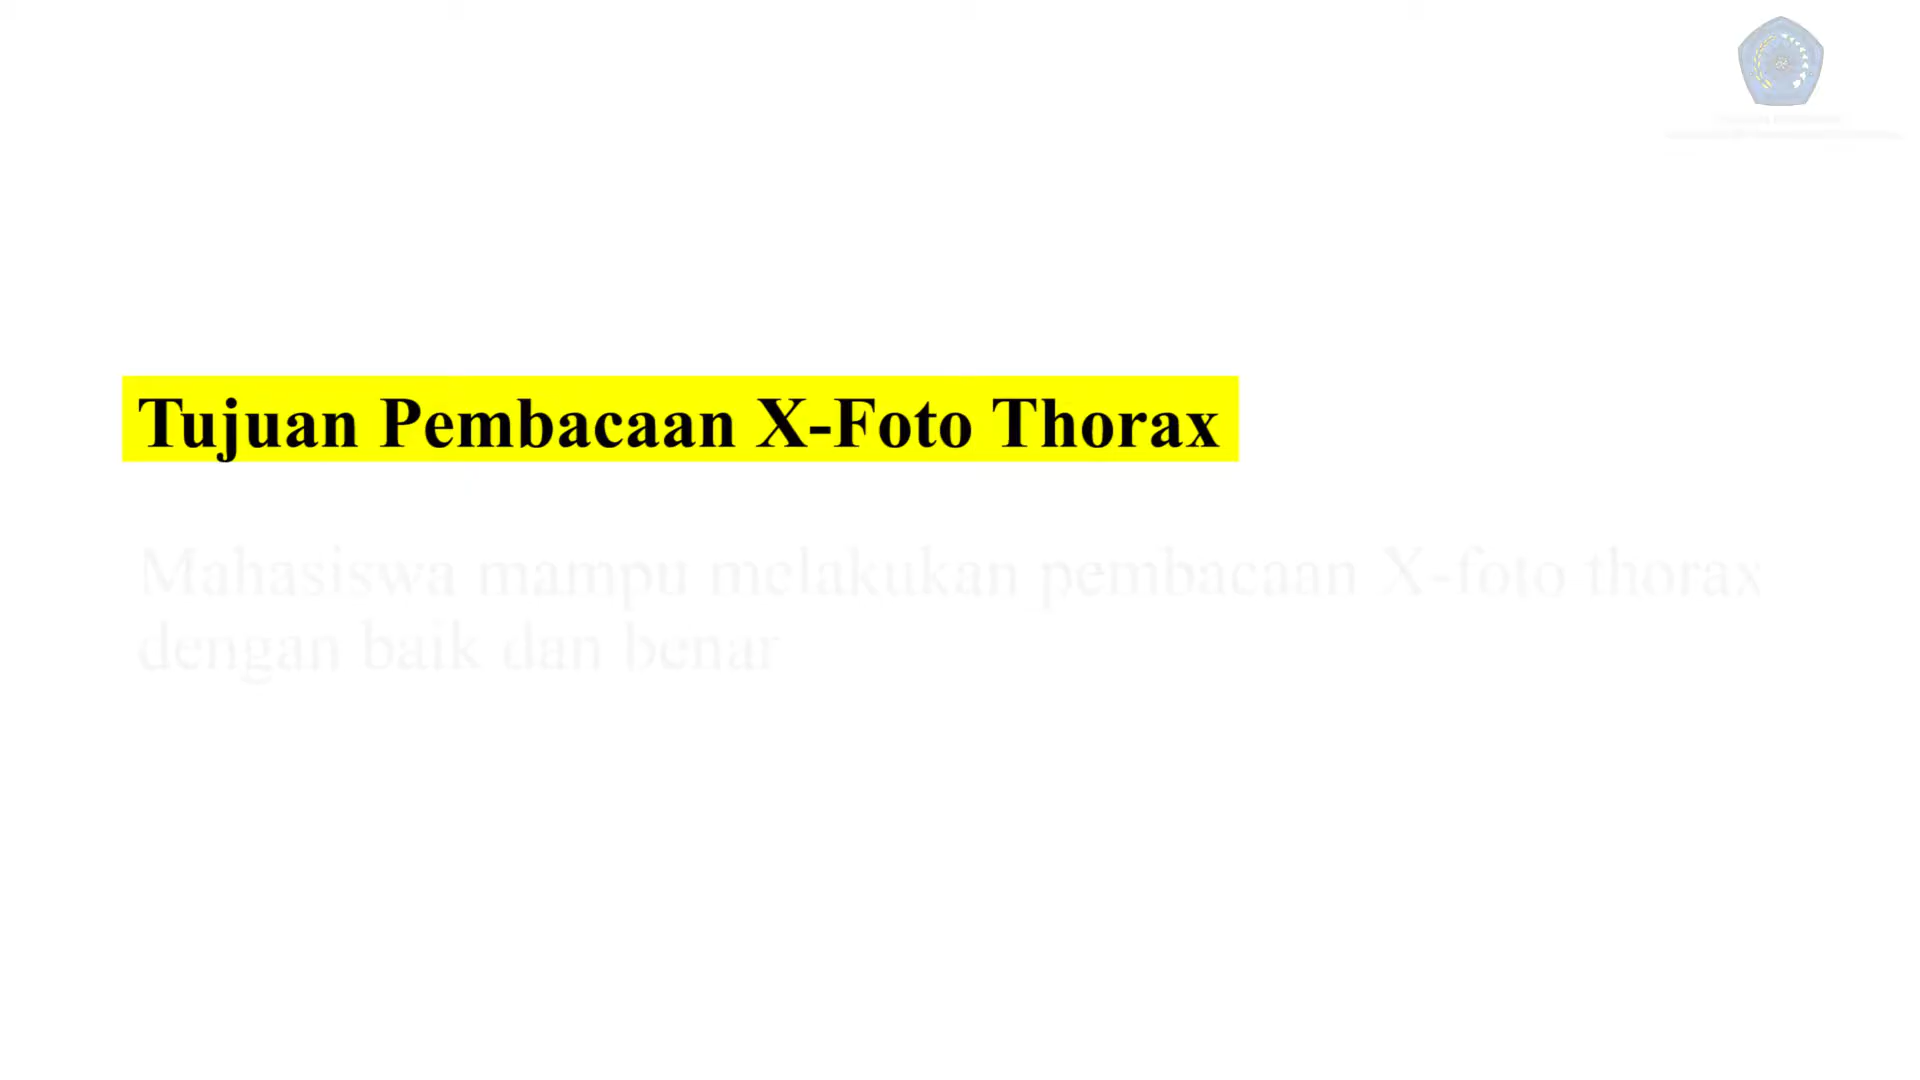 Tujuan Pembacaan X-Foto Thorax
Mahasiswa mampu melakukan pembacaan X-foto thorax
dengan baik dan benar